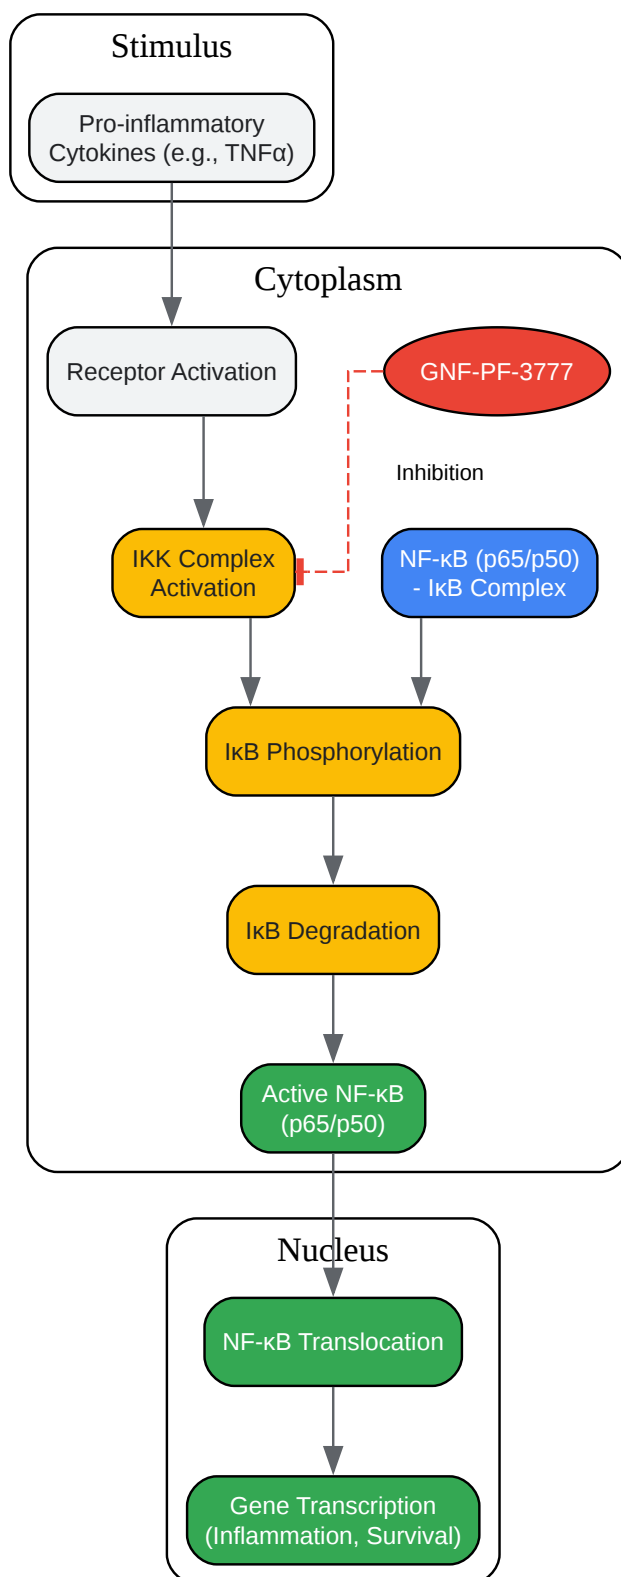 Stimulus
Pro-inflammatory
Cytokines (e.g., TNFα)
Cytoplasm
Receptor Activation
GNF-PF-3777
Inhibition
IKK Complex
Activation
NF-κB (p65/p50)
- IκB Complex
IκB Phosphorylation
IκB Degradation
Active NF-κB
(p65/p50)
Nucleus
NF-κB Translocation
Gene Transcription
(Inflammation, Survival)